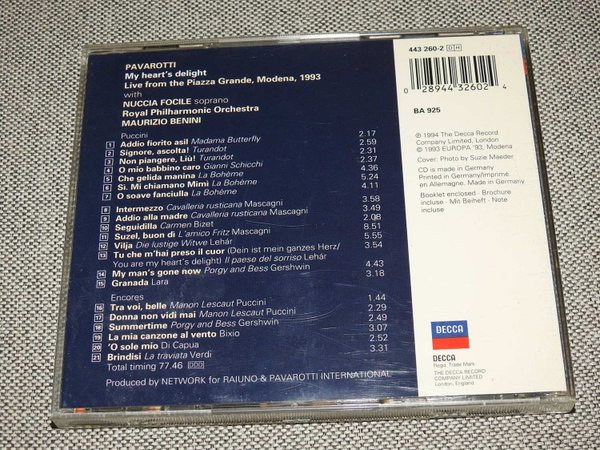 PAVAROTTI
My heart's delight
Live from the Piazza Grande, Modena, 1993
with
NUCCIA FOCILE soprano
Royal Philharmonic Orchestra
MAURIZIO BENINI
Puccini
1 Addio fiorito asil Madama Butterfly 2.17
2 Signore, ascolta! Turandot 2.59
3 Non piangere, Liù! Turandot 2.31
4 O mio babbino caro Gianni Schicchi 2.37
5 Che gelida manina La Bohème 4.36
6 Sì. Mi chiamano Mimì La Bohème 5.24
7 O soave fanciulla La Bohème 4.11
8 Intermezzo Cavalleria rusticana Mascagni 3.58
9 Addio alla madre Cavalleria rusticana Mascagni 3.49
10 Seguidilla Carmen Bizet 2.08
11 Suzel, buon dì L'amico Fritz Mascagni 8.51
12 Vilja Die lustige Witwe Lehár 5.55
13 Tu che m'hai preso il cuor (Dein ist mein ganzes Herz/ 3.54
You are my heart's delight) Il paese del sorriso Lehár
14 My man's gone now Porgy and Bess Gershwin 4.43
15 Granada Lara 3.18
Encores
16 Tra voi, belle Manon Lescaut Puccini 1.44
17 Donna non vidi mai Manon Lescaut Puccini 2.29
18 Summertime Porgy and Bess Gershwin 2.49
19 La mia canzone al vento Bixio 3.07
20 'O sole mio Di Capua 2.52
21 Brindisi La traviata Verdi 3.31
Total timing 77.46 DDD
Produced by NETWORK for RAIUNO & PAVAROTTI INTERNATIONAL
443 260-2 DH
0 28944 32602 4
BA 925
℗ 1994 The Decca Record
Company Limited, London
© 1993 EUROPA '93, Modena
Cover: Photo by Suzie Maeder
CD is made in Germany
Printed in Germany/Imprimé
en Allemagne. Made in Germany
Booklet enclosed · Brochure
incluse · Mit Beiheft · Note
incluse
DECCA
DECCA
Regd. Trade Mark
THE DECCA RECORD
COMPANY LIMITED
London, England